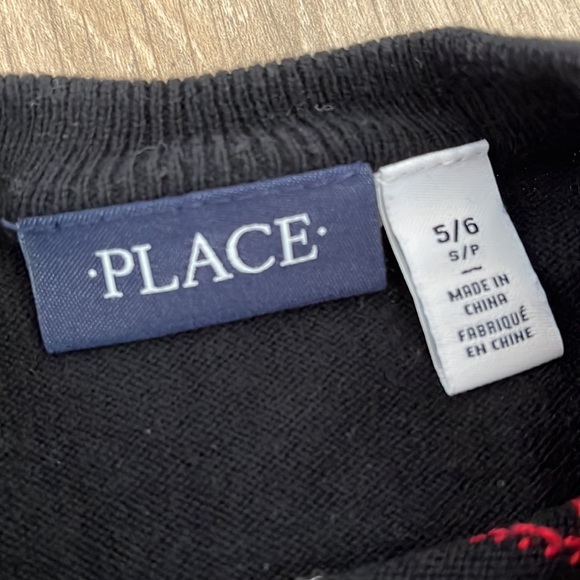 ·PLACE·
5/6
S/P
MADE IN
CHINA
FABRIQUÉ
EN CHINE